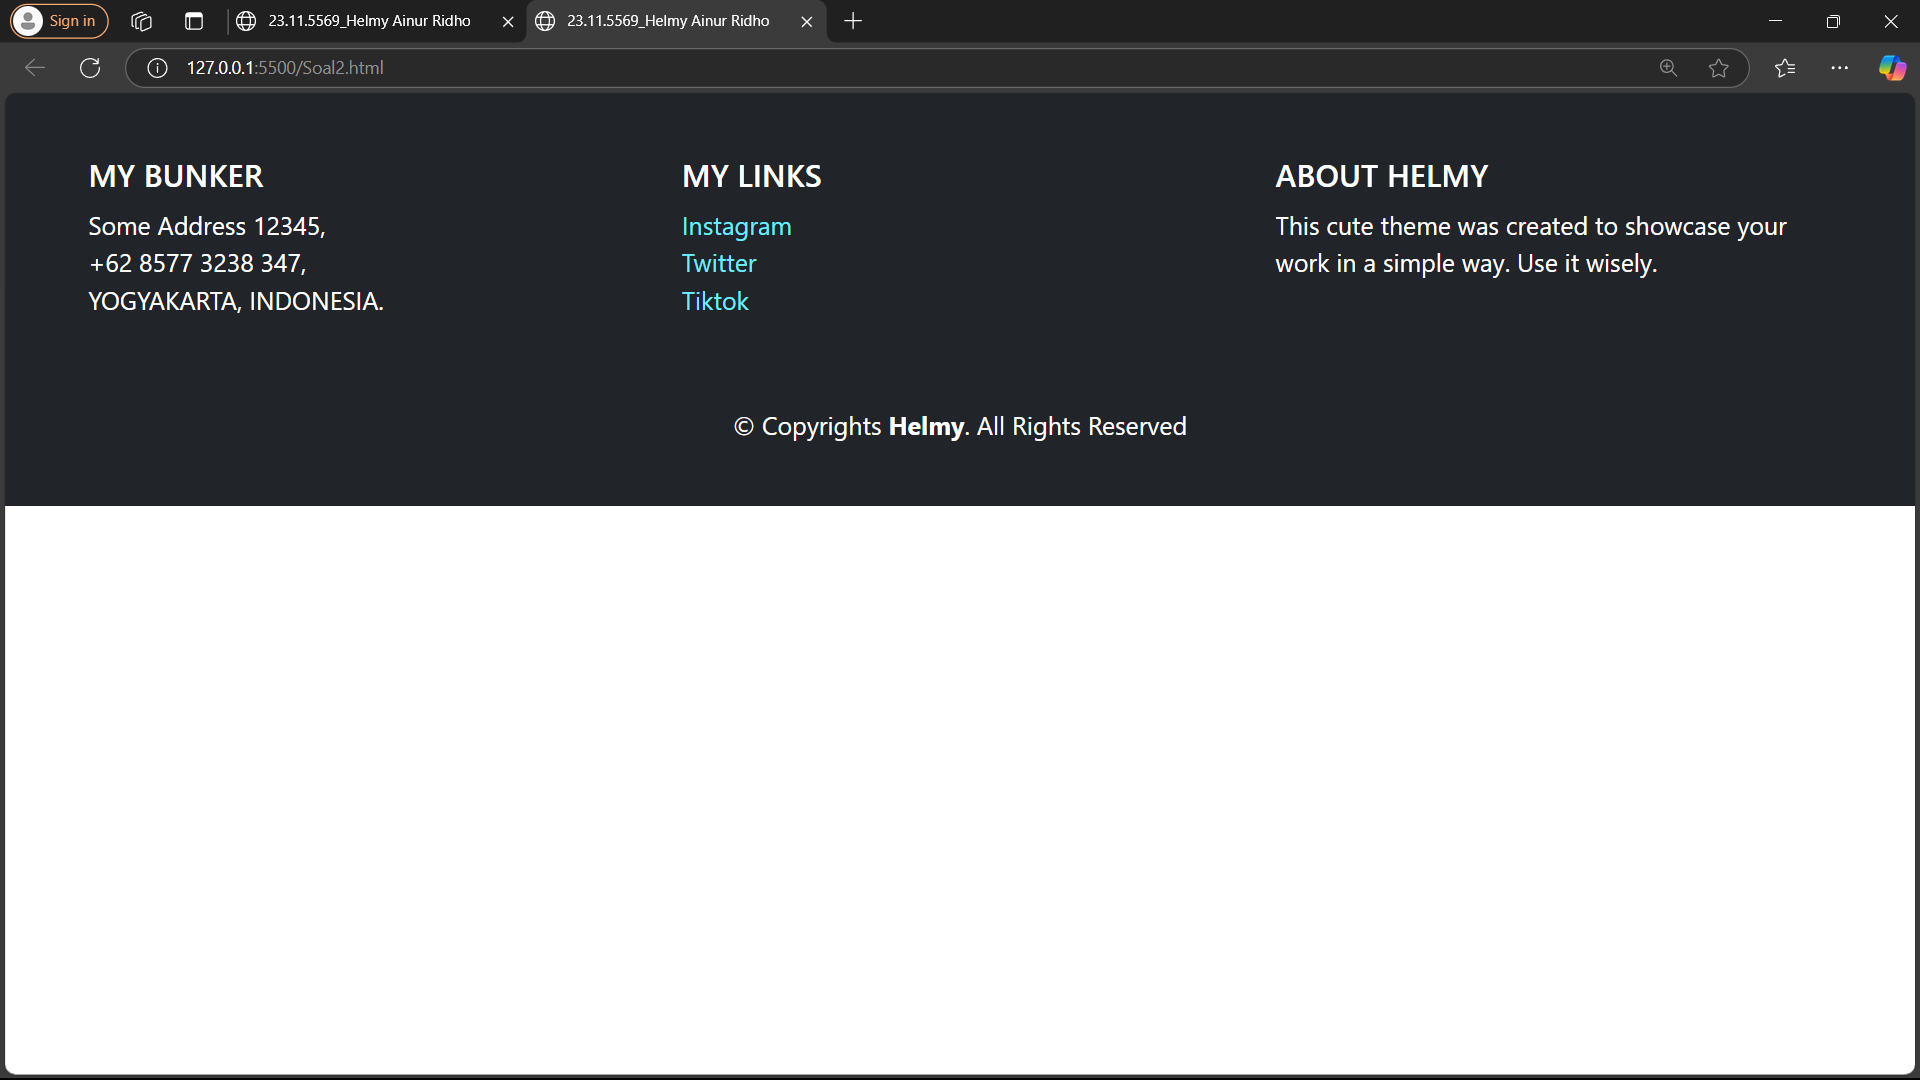 Sign in
23.11.5569_Helmy Ainur Ridho
23.11.5569_Helmy Ainur Ridho
127.0.0.1:5500/Soal2.html
MY BUNKER
Some Address 12345,
+62 8577 3238 347,
YOGYAKARTA, INDONESIA.
MY LINKS
Instagram
Twitter
Tiktok
ABOUT HELMY
This cute theme was created to showcase your
work in a simple way. Use it wisely.
© Copyrights Helmy. All Rights Reserved